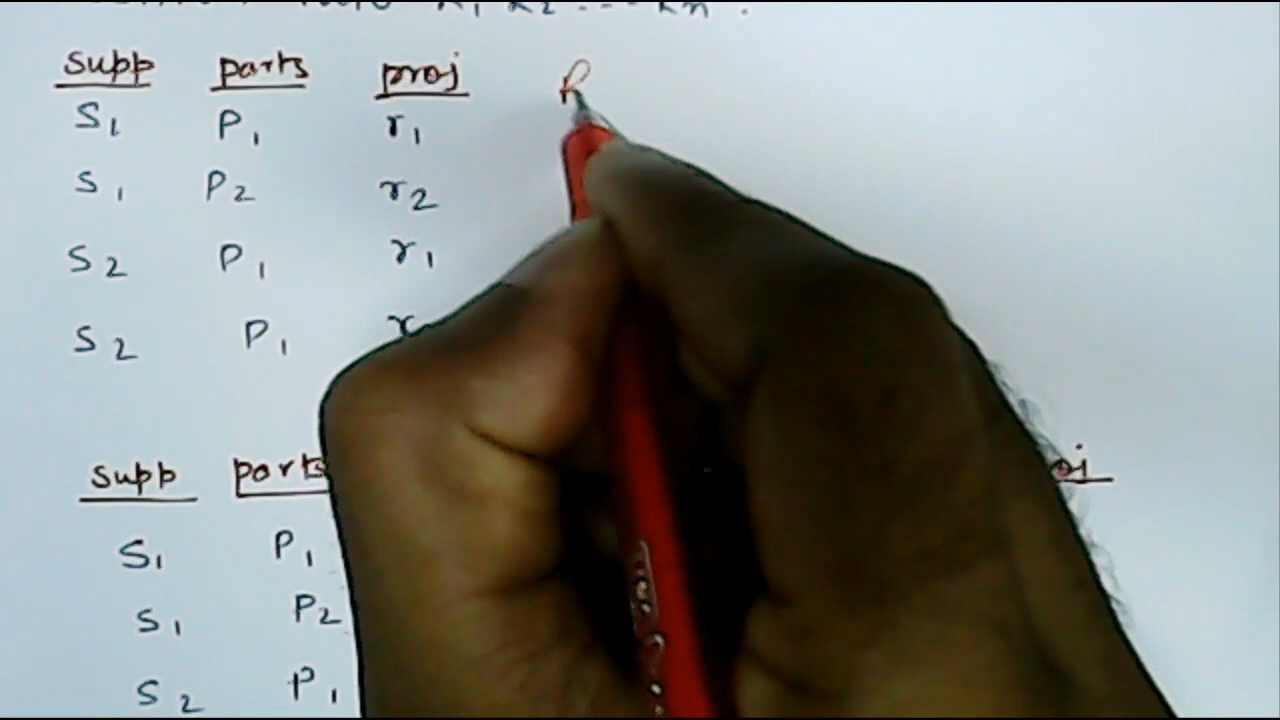 supp parts proj
S1 P1 r1
S1 P2 r2
S2 P1 r1
S2 P1
supp parts
S1 P1
S1 P2
S2 P1